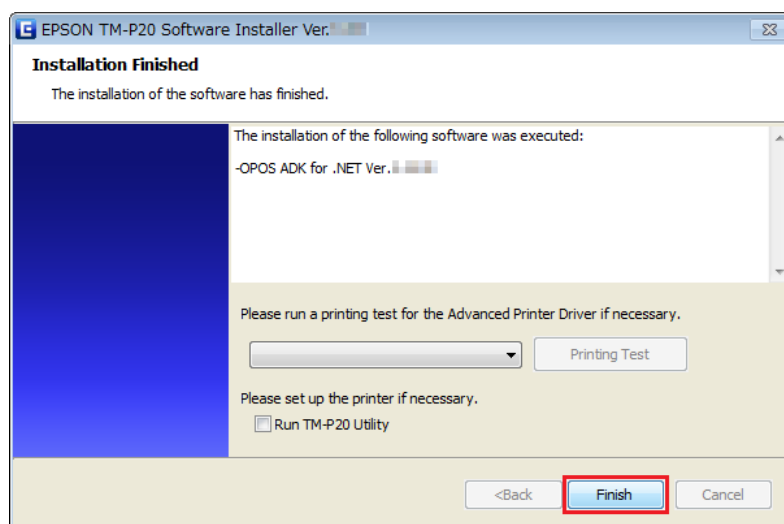 EPSON TM-P20 Software Installer Ver.
Installation Finished
The installation of the software has finished.
The installation of the following software was executed:
-OPOS ADK for .NET Ver.
Please run a printing test for the Advanced Printer Driver if necessary.
Printing Test
Please set up the printer if necessary.
Run TM-P20 Utility
<Back Finish Cancel